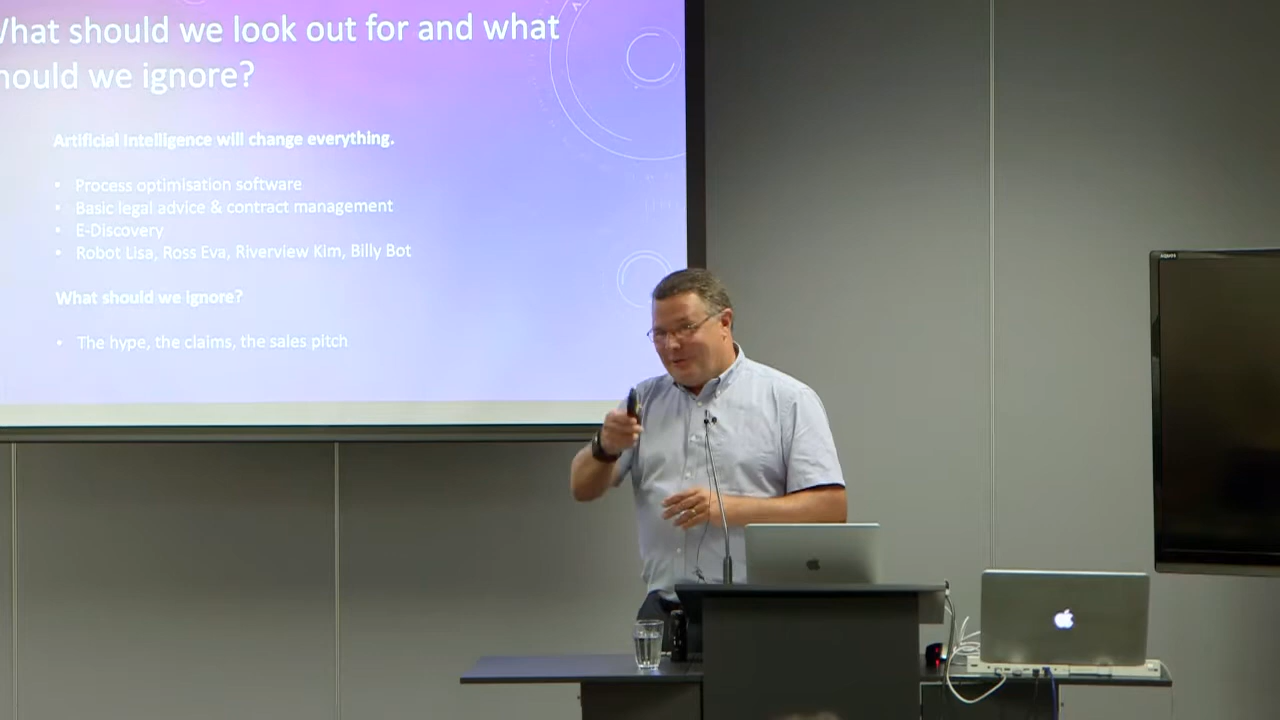 What should we look out for and what
should we ignore?
Artificial Intelligence will change everything.
• Process optimisation software
• Basic legal advice & contract management
• E-Discovery
• Robot Lisa, Ross Eva, Riverview Kim, Billy Bot
What should we ignore?
• The hype, the claims, the sales pitch